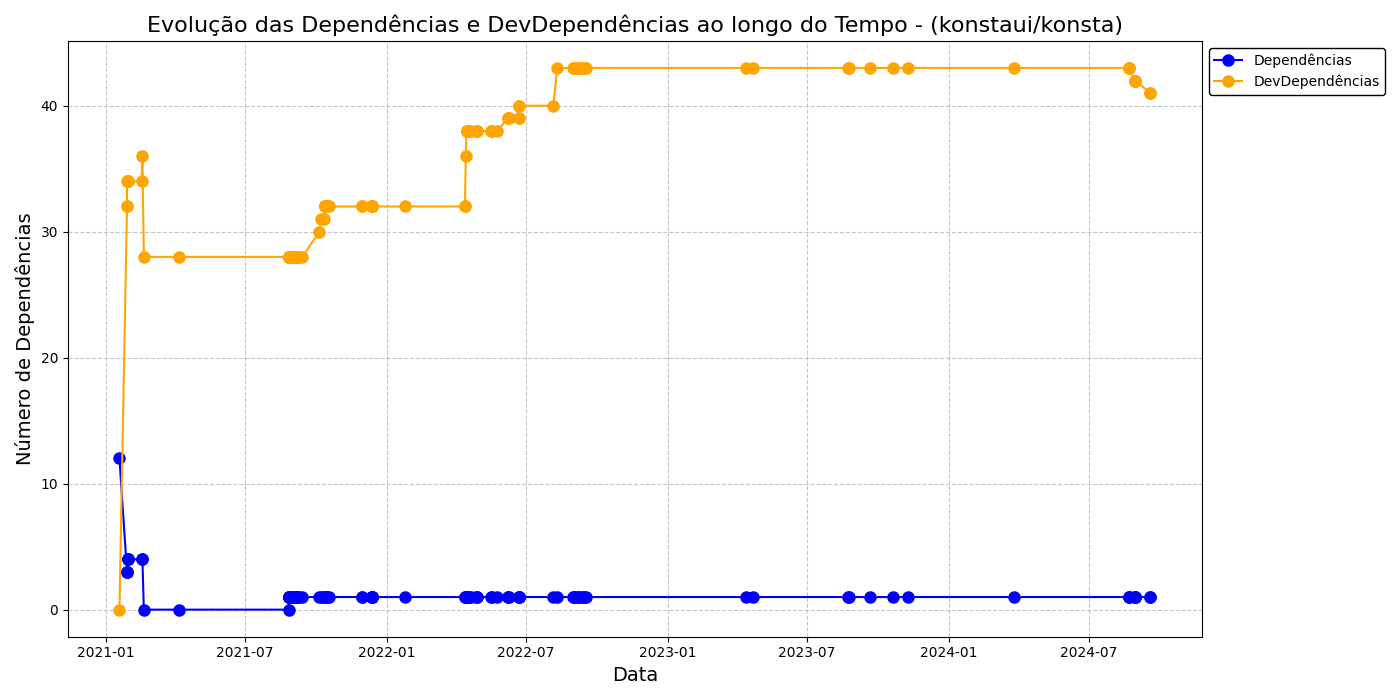 Evolução das Dependências e DevDependências ao longo do Tempo - (konstaui/konsta)
Dependências
DevDependências
Número de Dependências
40
30
20
10
0
2021-01
2021-07
2022-01
2022-07
2023-01
2023-07
2024-01
2024-07
Data